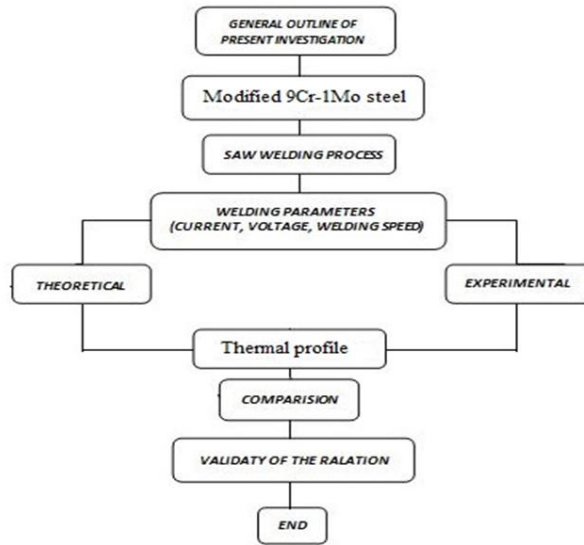 GENERAL OUTLINE OF
PRESENT INVESTIGATION
Modified 9Cr-1Mo steel
SAW WELDING PROCESS
WELDING PARAMETERS
(CURRENT, VOLTAGE, WELDING SPEED)
THEORETICAL
EXPERIMENTAL
Thermal profile
COMPARISION
VALIDATY OF THE RALATION
END